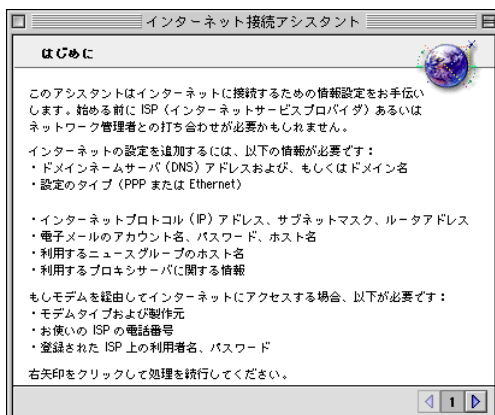 インターネット接続アシスタント
はじめに
このアシスタントはインターネットに接続するための情報設定をお手伝い
します。始める前に ISP（インターネットサービスプロバイダ）あるいは
ネットワーク管理者との打ち合わせが必要かもしれません。
インターネットの設定を追加するには、以下の情報が必要です：
・ドメインネームサーバ (DNS) アドレスおよび、もしくはドメイン名
・設定のタイプ (PPP または Ethernet)
・インターネットプロトコル (IP) アドレス、サブネットマスク、ルータアドレス
・電子メールのアカウント名、パスワード、ホスト名
・利用するニュースグループのホスト名
・利用するプロキシサーバに関する情報
もしモデムを経由してインターネットにアクセスする場合、以下が必要です：
・モデムタイプおよび製作元
・お使いの ISP の電話番号
・登録された ISP 上の利用者名、パスワード
右矢印をクリックして処理を続行してください。
1